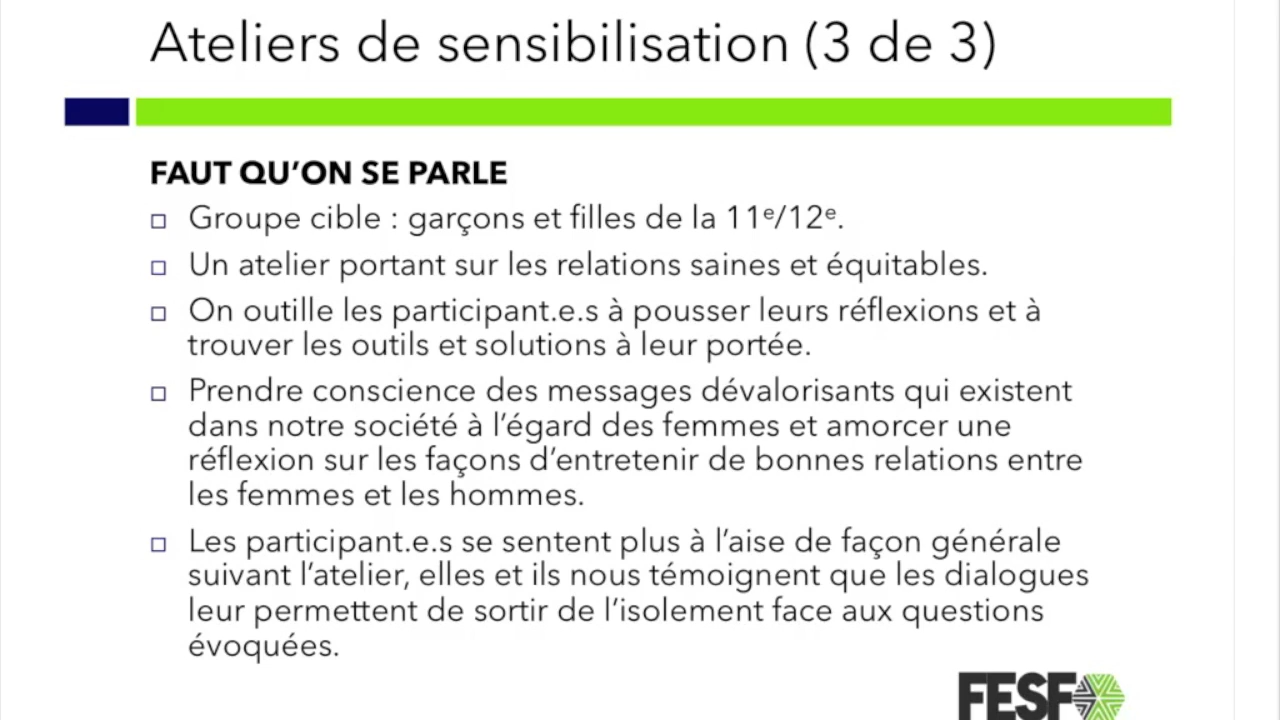 Ateliers de sensibilisation (3 de 3)
FAUT QU’ON SE PARLE
Groupe cible : garçons et filles de la 11ᵉ/12ᵉ.
Un atelier portant sur les relations saines et équitables.
On outille les participant.e.s à pousser leurs réflexions et à
trouver les outils et solutions à leur portée.
Prendre conscience des messages dévalorisants qui existent
dans notre société à l’égard des femmes et amorcer une
réflexion sur les façons d’entretenir de bonnes relations entre
les femmes et les hommes.
Les participant.e.s se sentent plus à l’aise de façon générale
suivant l’atelier, elles et ils nous témoignent que les dialogues
leur permettent de sortir de l’isolement face aux questions
évoquées.
FESFO